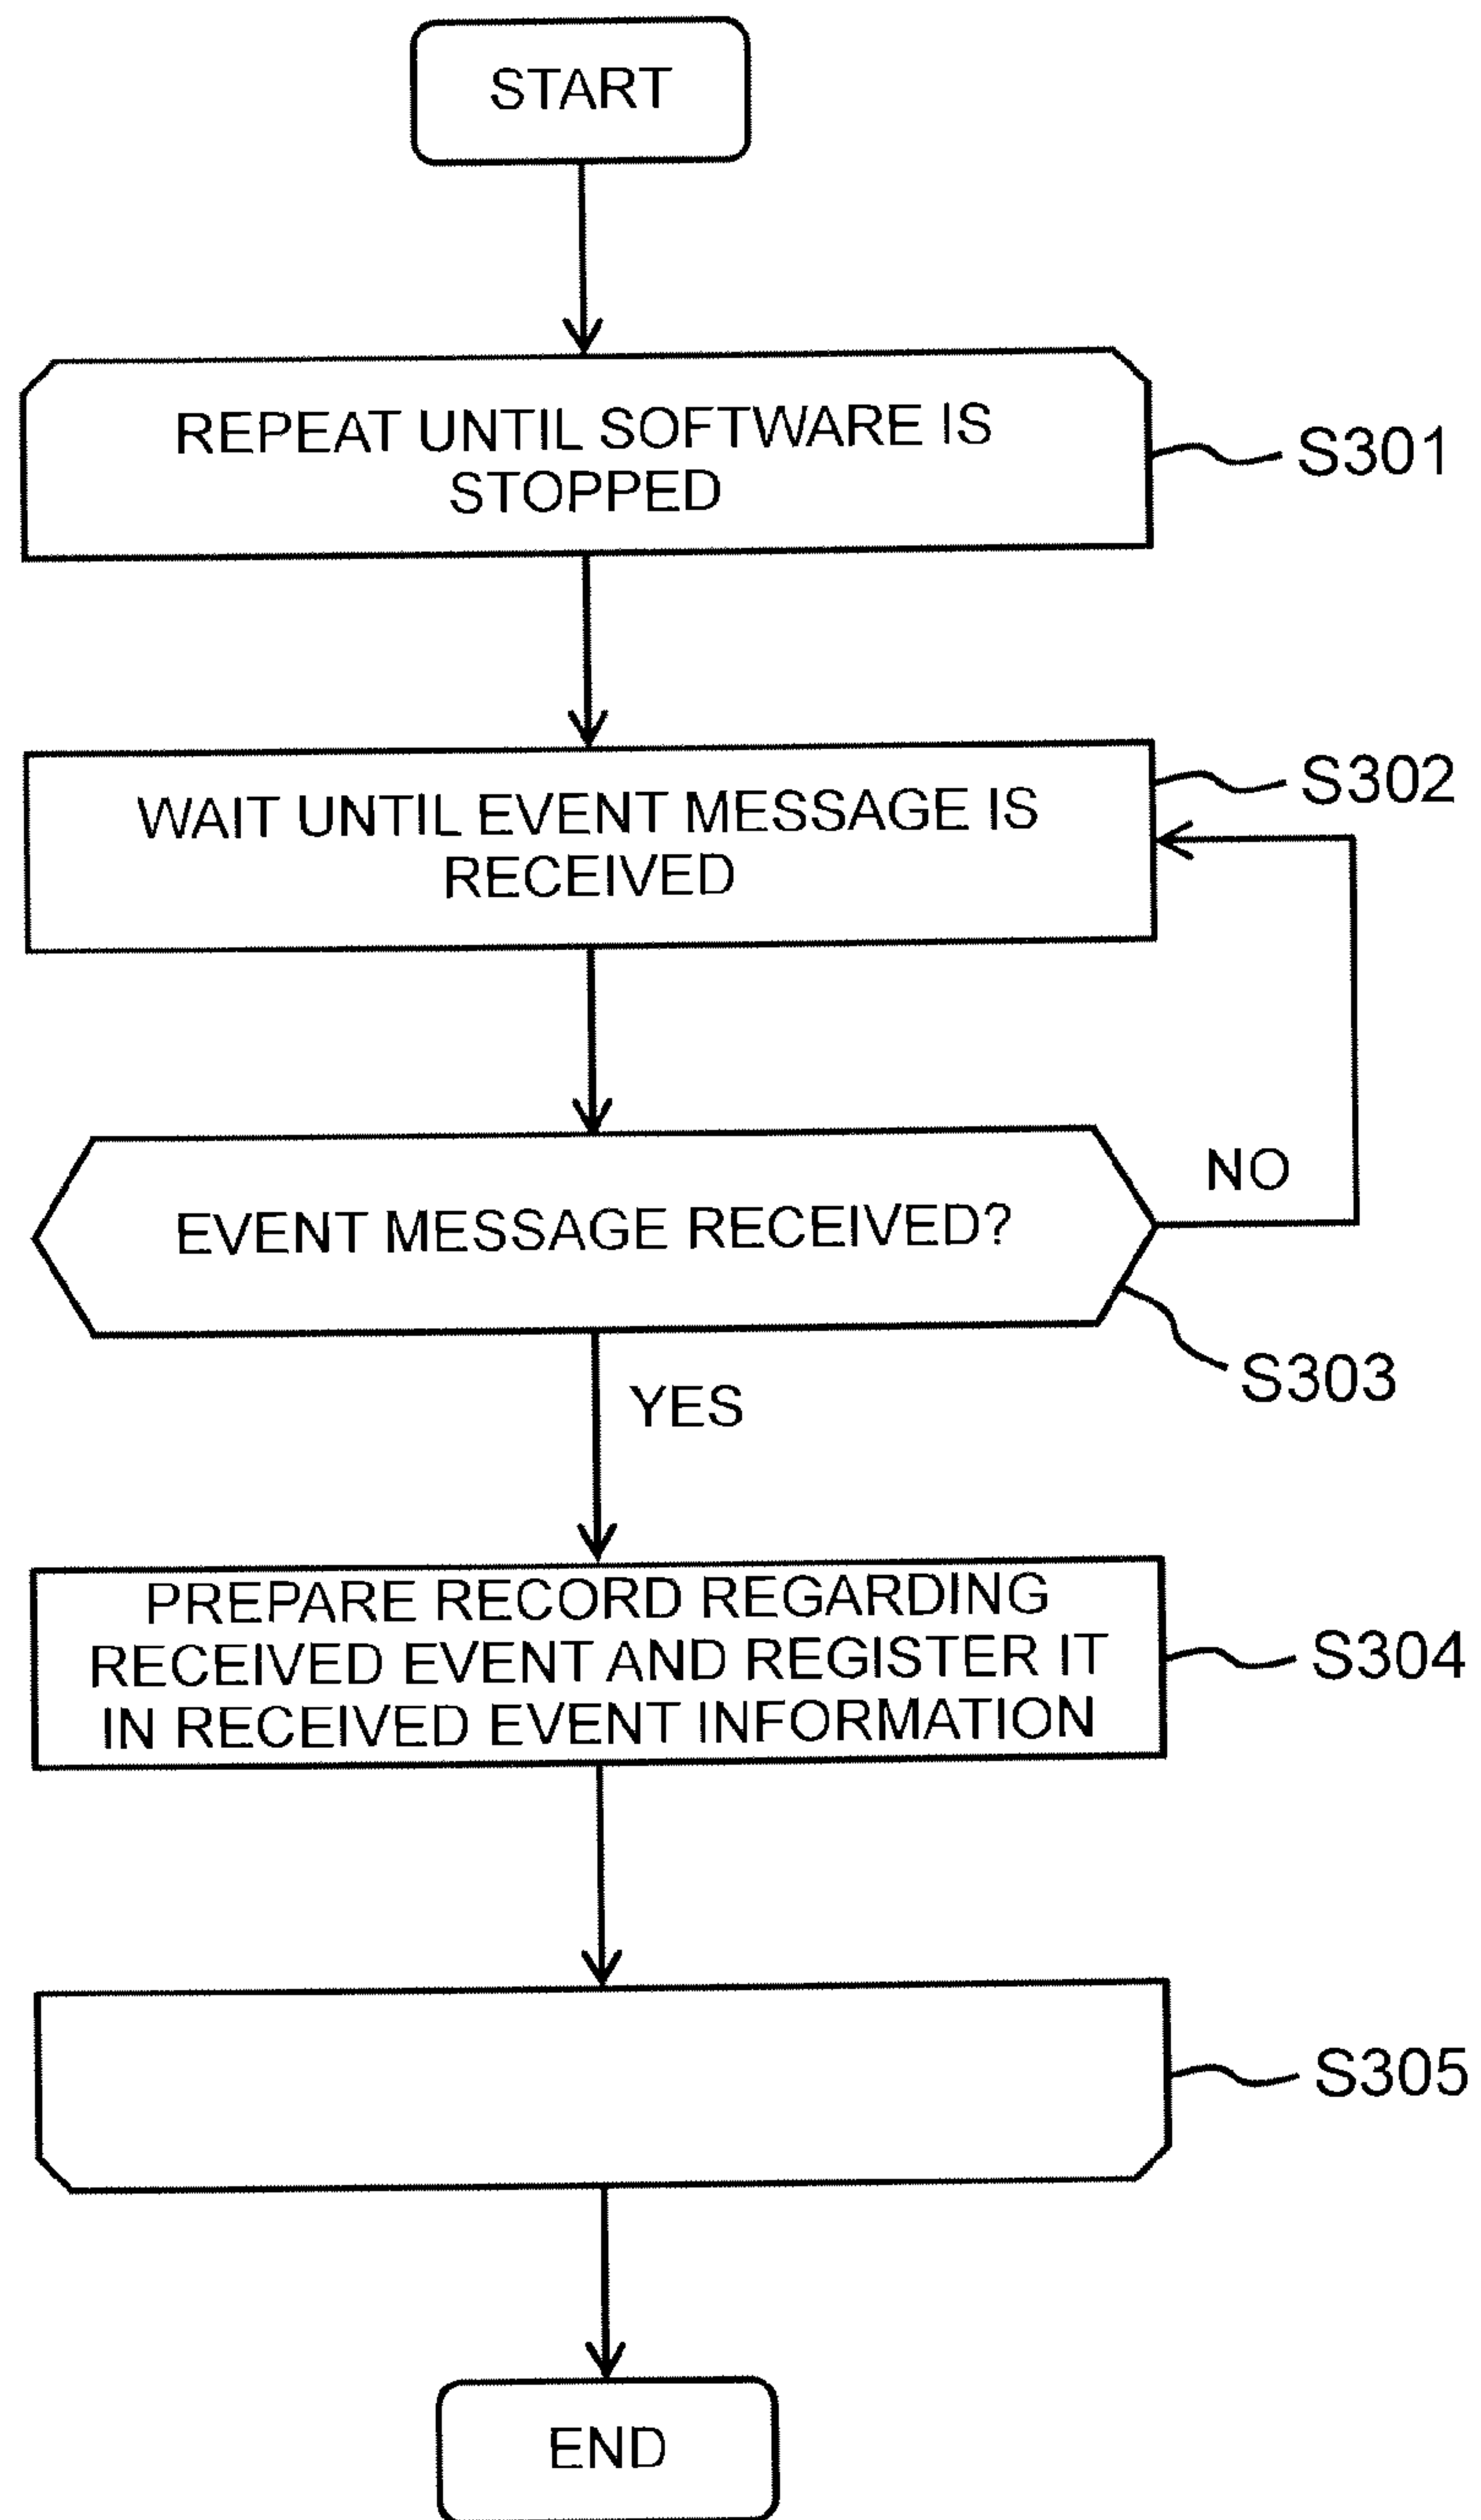 START
REPEAT UNTIL SOFTWARE IS
STOPPED
S301
WAIT UNTIL EVENT MESSAGE IS
RECEIVED
S302
EVENT MESSAGE RECEIVED?
NO
S303
YES
PREPARE RECORD REGARDING
RECEIVED EVENT AND REGISTER IT
IN RECEIVED EVENT INFORMATION
S304
S305
END